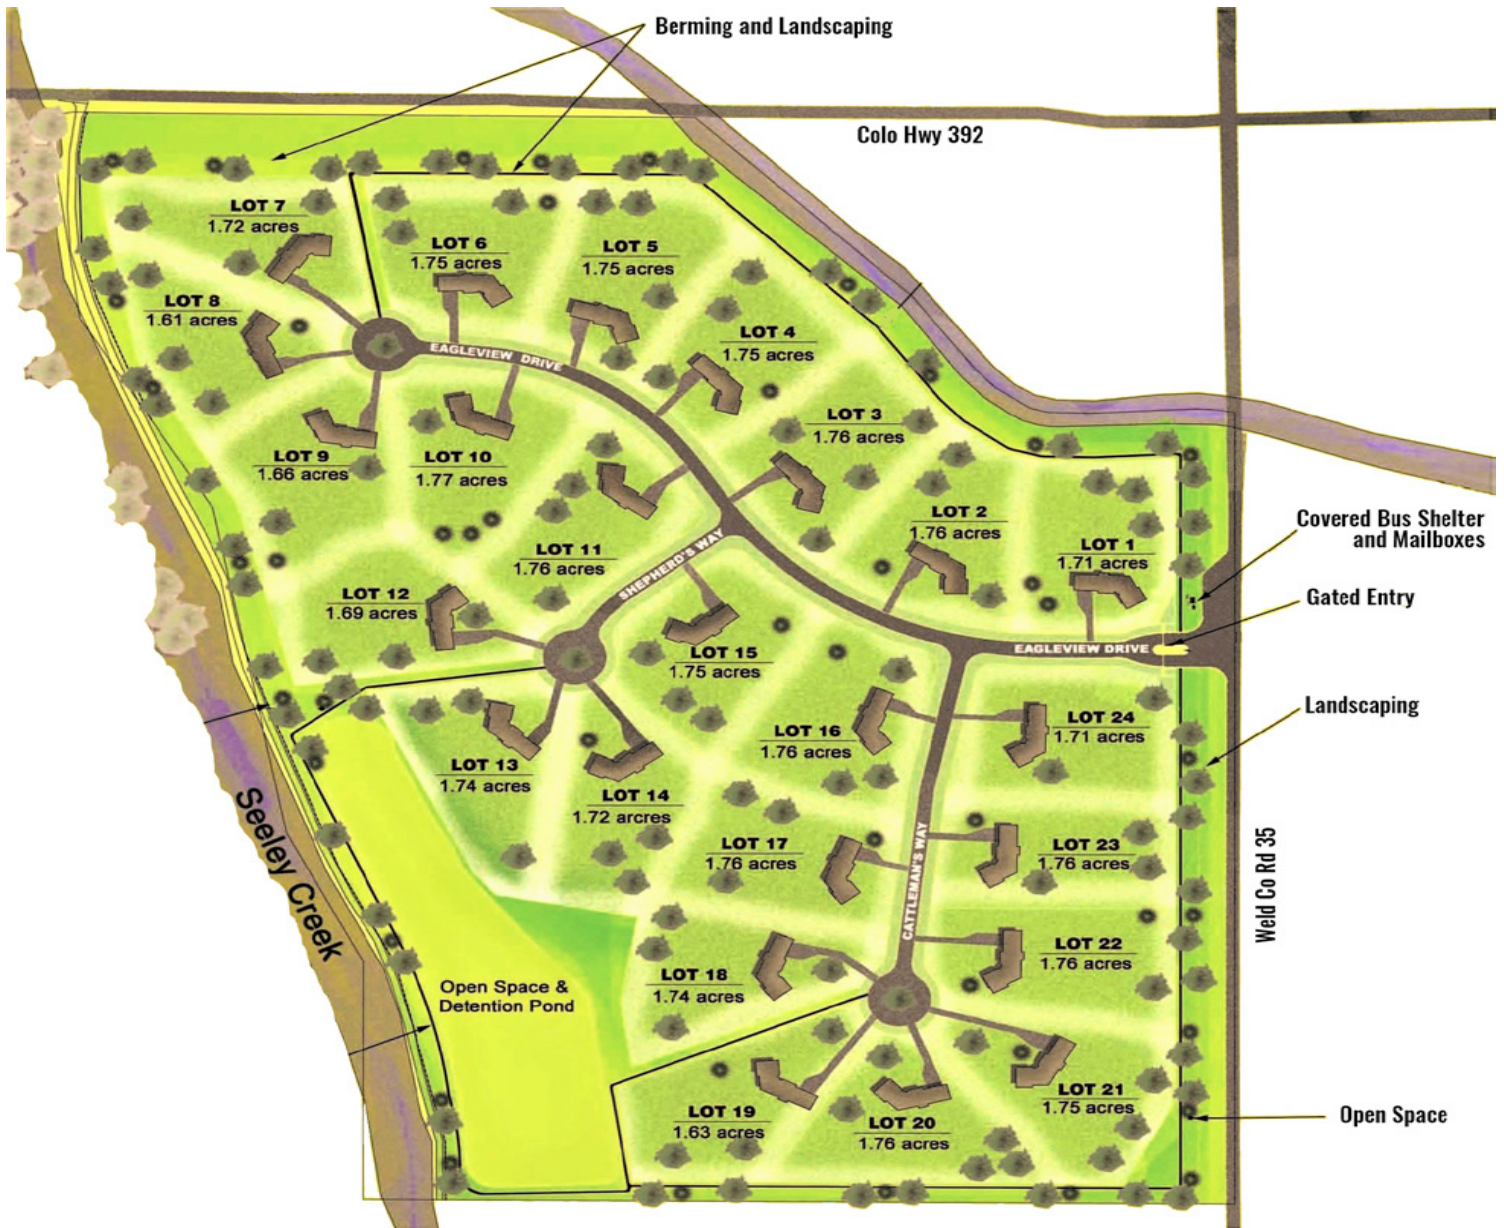 Berming and Landscaping
Colo Hwy 392
LOT 7
1.72 acres
LOT 6
1.75 acres
LOT 5
1.75 acres
LOT 8
1.61 acres
LOT 4
1.75 acres
EAGLEVIEW DRIVE
LOT 3
1.76 acres
LOT 9
1.66 acres
LOT 10
1.77 acres
LOT 2
1.76 acres
LOT 1
1.71 acres
Covered Bus Shelter
and Mailboxes
LOT 11
1.76 acres
SHEPHERD'S WAY
LOT 12
1.69 acres
Gated Entry
EAGLEVIEW DRIVE
LOT 15
1.75 acres
Landscaping
LOT 16
1.76 acres
LOT 24
1.71 acres
LOT 13
1.74 acres
LOT 14
1.72 arcres
Seeley Creek
LOT 17
1.76 acres
CATTLEMAN'S WAY
LOT 23
1.76 acres
Weld Co Rd 35
LOT 22
1.76 acres
LOT 18
1.74 acres
Open Space &
Detention Pond
LOT 19
1.63 acres
LOT 20
1.76 acres
LOT 21
1.75 acres
Open Space